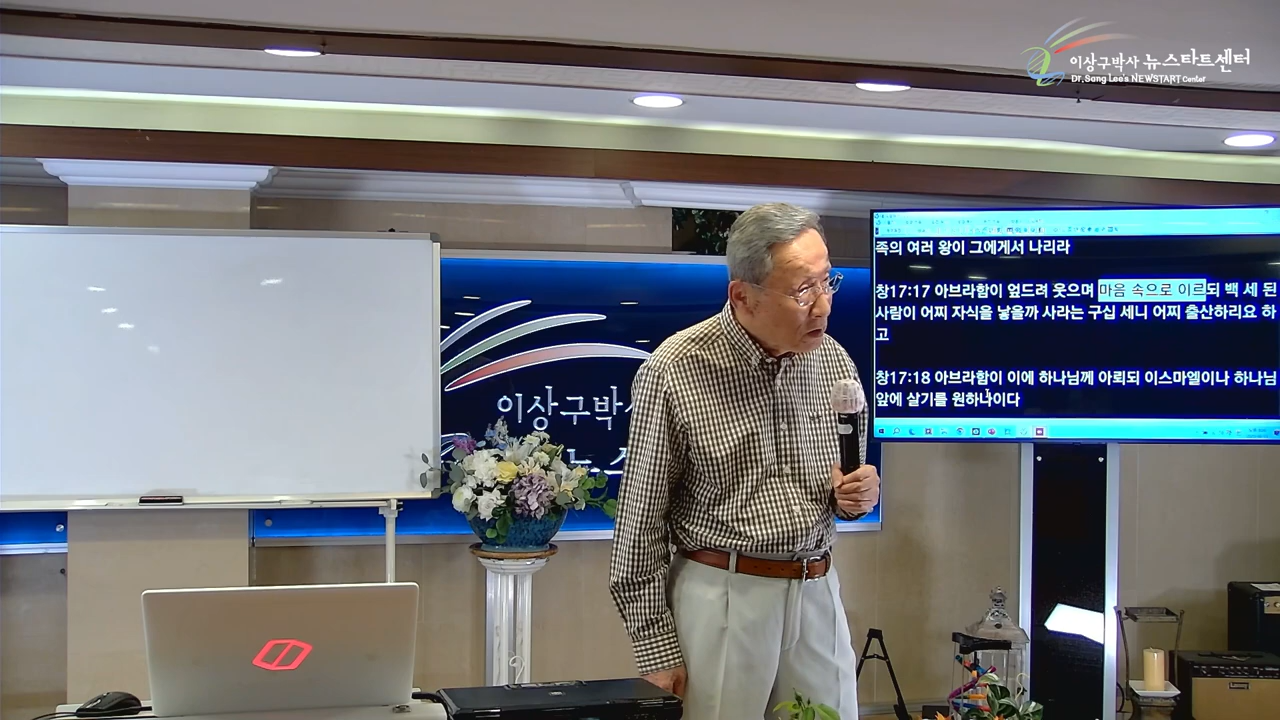 이상구박사 뉴스타트센터
Dr. Sang Lee's NEWSTART Center
족의 여러 왕이 그에게서 나리라
창17:17 아브라함이 엎드려 웃으며 마음 속으로 이르되 백 세 된
사람이 어찌 자식을 낳을까 사라는 구십 세니 어찌 출산하리요 하
고
창17:18 아브라함이 이에 하나님께 아뢰되 이스마엘이나 하나님
앞에 살기를 원하나이다
이상구박사
뉴스